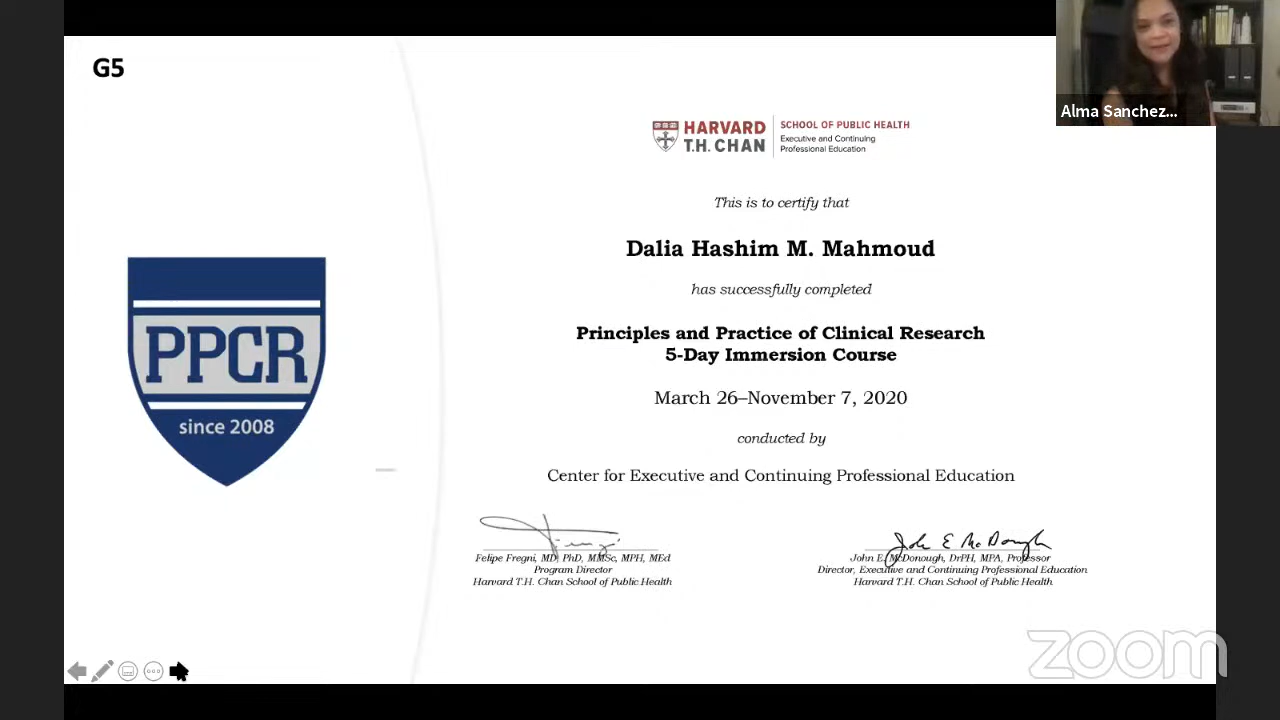 G5
Alma Sanchez...
HARVARD
T.H. CHAN
SCHOOL OF PUBLIC HEALTH
Executive and Continuing
Professional Education
This is to certify that
Dalia Hashim M. Mahmoud
has successfully completed
Principles and Practice of Clinical Research
5-Day Immersion Course
March 26–November 7, 2020
conducted by
Center for Executive and Continuing Professional Education
PPCR
since 2008
John E McDonough
Felipe Fregni, MD, PhD, MMSc, MPH, MEd
Program Director
Harvard T.H. Chan School of Public Health
John E. McDonough, DrPH, MPA, Professor
Director, Executive and Continuing Professional Education
Harvard T.H. Chan School of Public Health
zoom